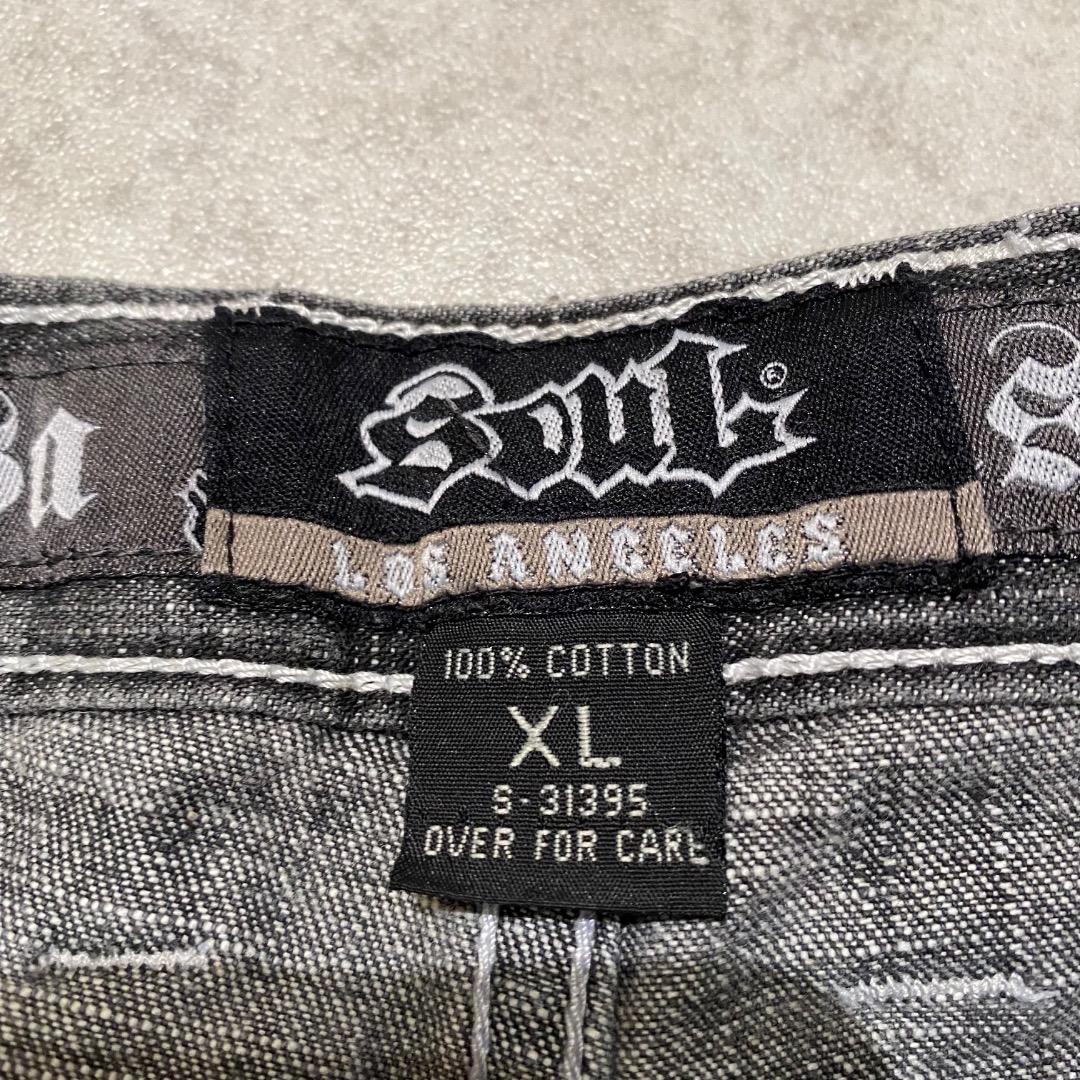 SOUL®
LOS ANGELES
100% COTTON
XL
S-31395
OVER FOR CARE